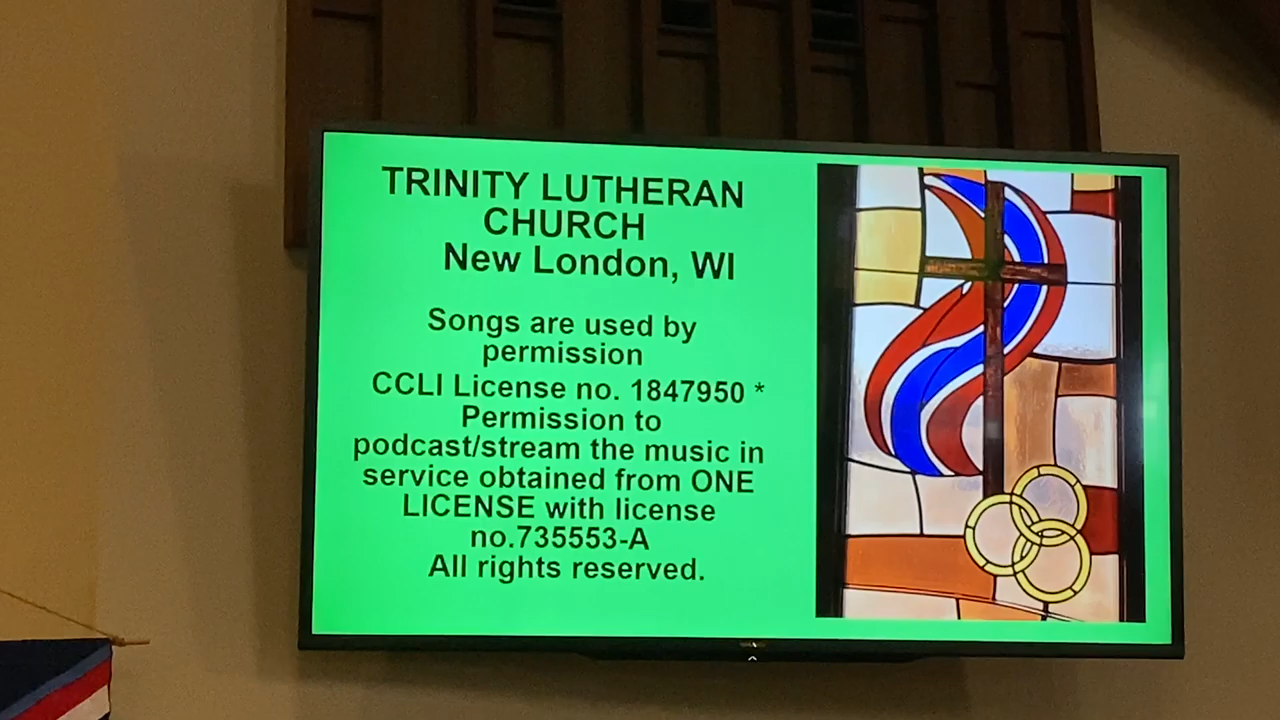 TRINITY LUTHERAN
CHURCH
New London, WI
Songs are used by
permission
CCLI License no. 1847950 *
Permission to
podcast/stream the music in
service obtained from ONE
LICENSE with license
no.735553-A
All rights reserved.